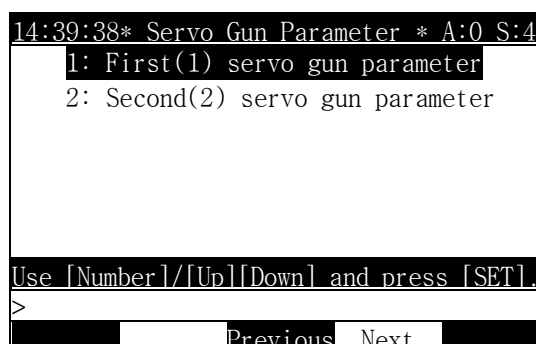 14:39:38* Servo Gun Parameter * A:0 S:4
1: First(1) servo gun parameter
2: Second(2) servo gun parameter
Use [Number]/[Up][Down] and press [SET].
>
Previous Next